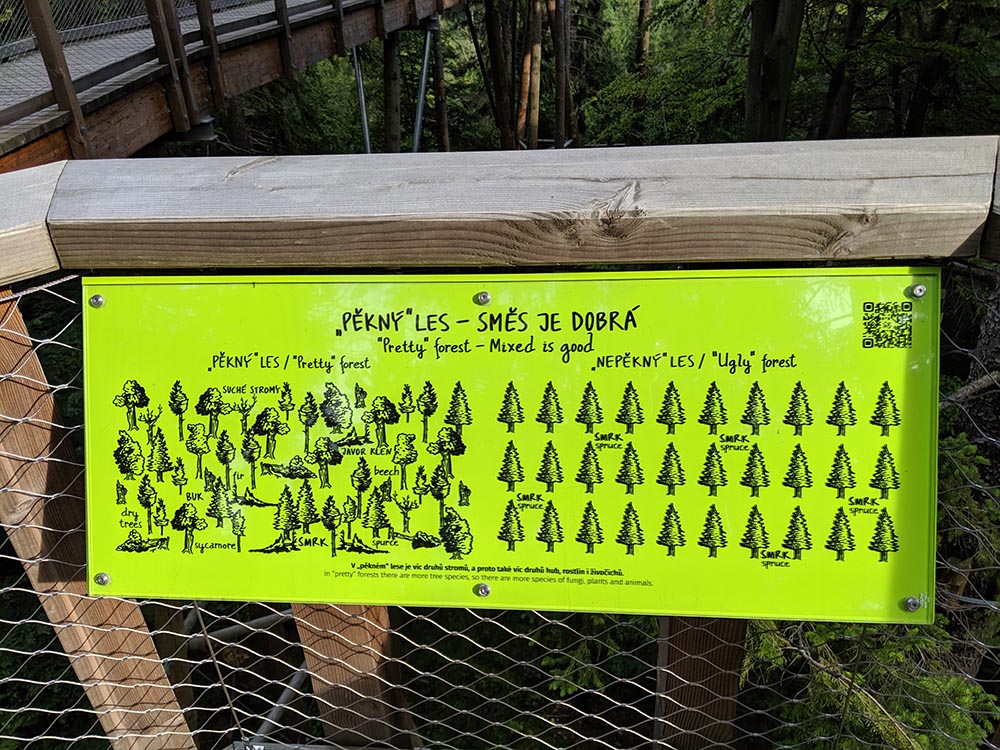 „PĚKNÝ“ LES – SMĚS JE DOBRÁ
"Pretty" forest – Mixed is good
„PĚKNÝ“ LES / "Pretty" forest
SUCHÉ STROMY
JAVOR KLEN
beech
BUK
dry
trees
sycamore
SMRK
spurce
„NEPĚKNÝ“ LES / "Ugly" forest
SMRK
spruce
SMRK
spruce
SMRK
spruce
SMRK
spruce
SMRK
spruce
V „pěkném“ lese je víc druhů stromů, a proto také víc druhů hub, rostlin i živočichů.
In "pretty" forests there are more tree species, so there are more species of fungi, plants and animals.